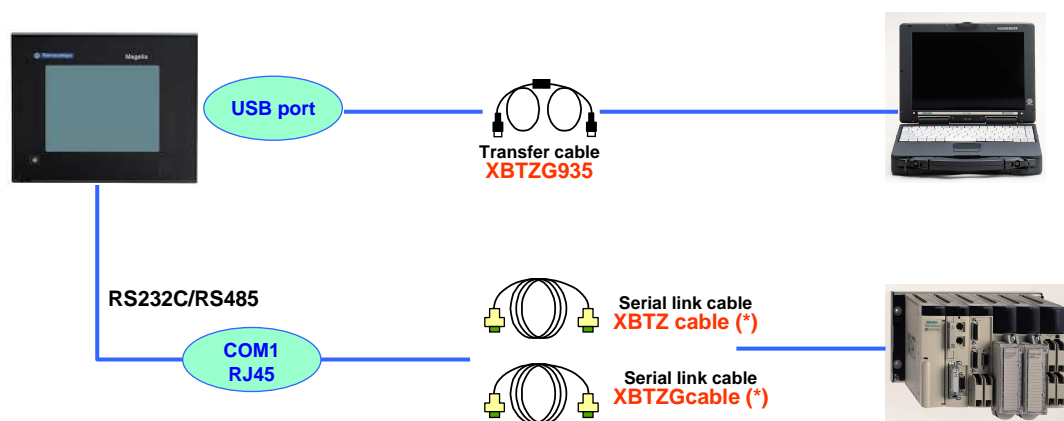 Magelis
USB port
Transfer cable
XBTZG935
RS232C/RS485
COM1
RJ45
Serial link cable
XBTZ cable (*)
Serial link cable
XBTZGcable (*)